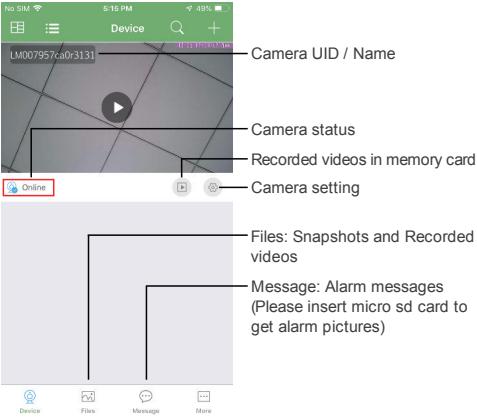 No SIM 5:15 PM 49%
Device
LM007957ca0r3131
Camera UID / Name
Camera status
Recorded videos in memory card
Online
Camera setting
Files: Snapshots and Recorded
videos
Message: Alarm messages
(Please insert micro sd card to
get alarm pictures)
Device Files Message More